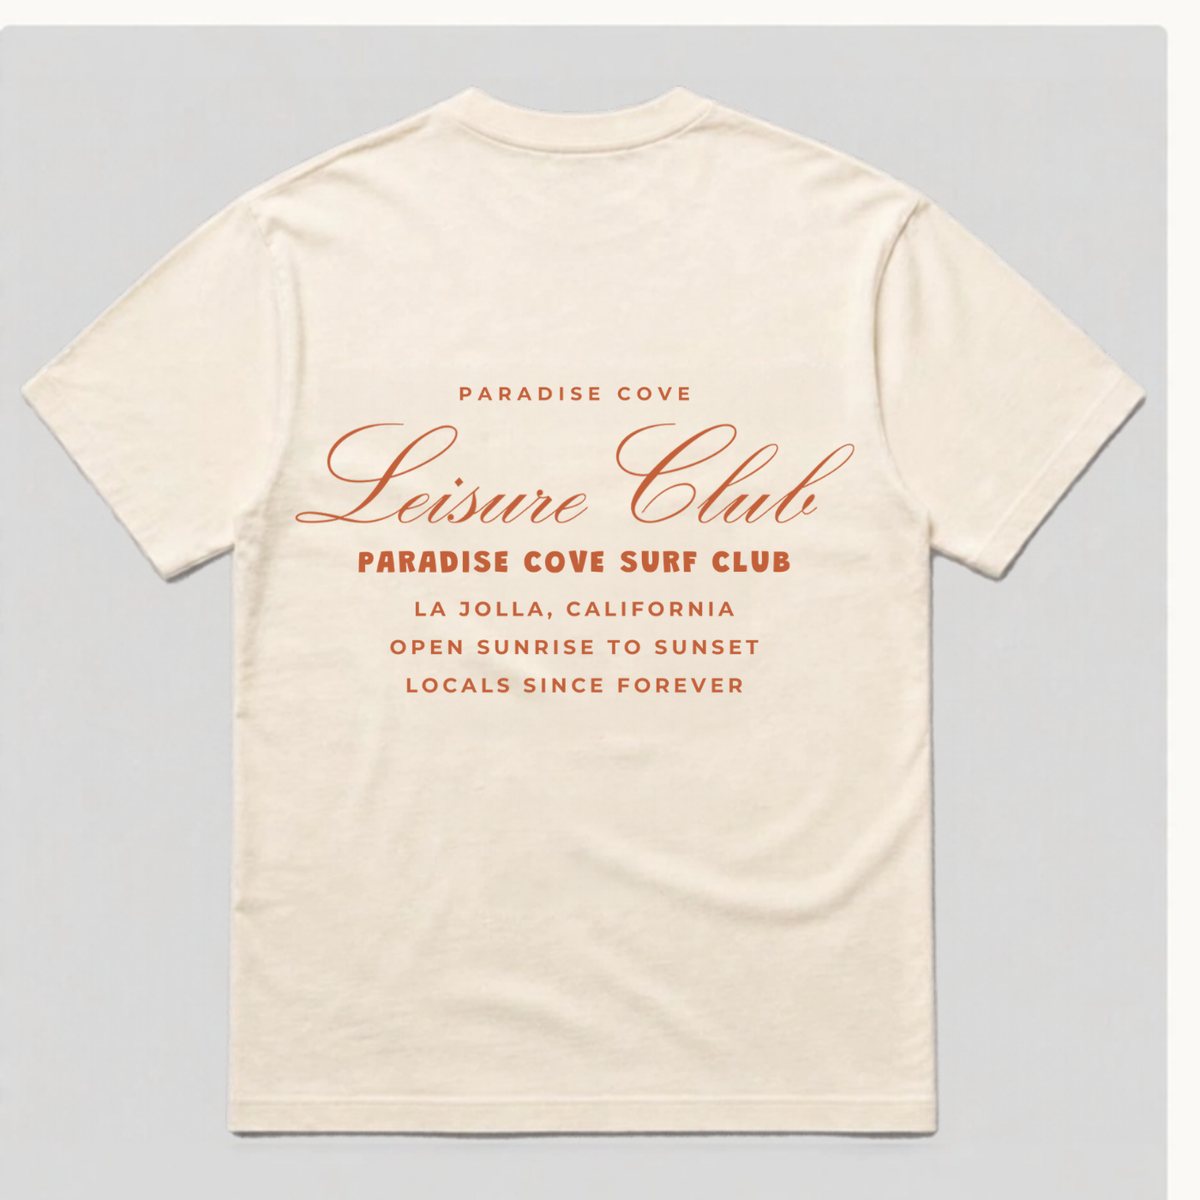 PARADISE COVE
Leisure Club
PARADISE COVE SURF CLUB
LA JOLLA, CALIFORNIA
OPEN SUNRISE TO SUNSET
LOCALS SINCE FOREVER